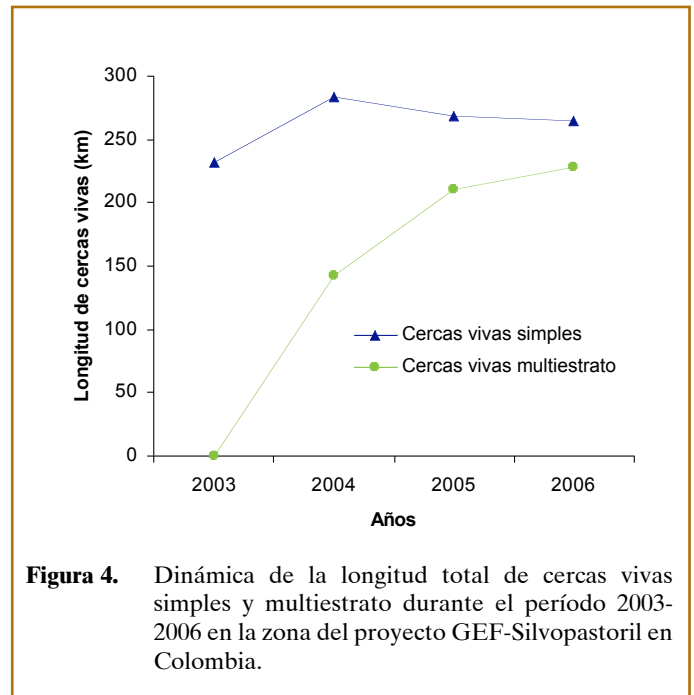 300
250
200
150
100
50
0
Longitud de cercas vivas (km)
Cercas vivas simples
Cercas vivas multiestrato
2003 2004 2005 2006
Años
Figura 4. Dinámica de la longitud total de cercas vivas
simples y multiestrato durante el período 2003-
2006 en la zona del proyecto GEF-Silvopastoril en
Colombia.